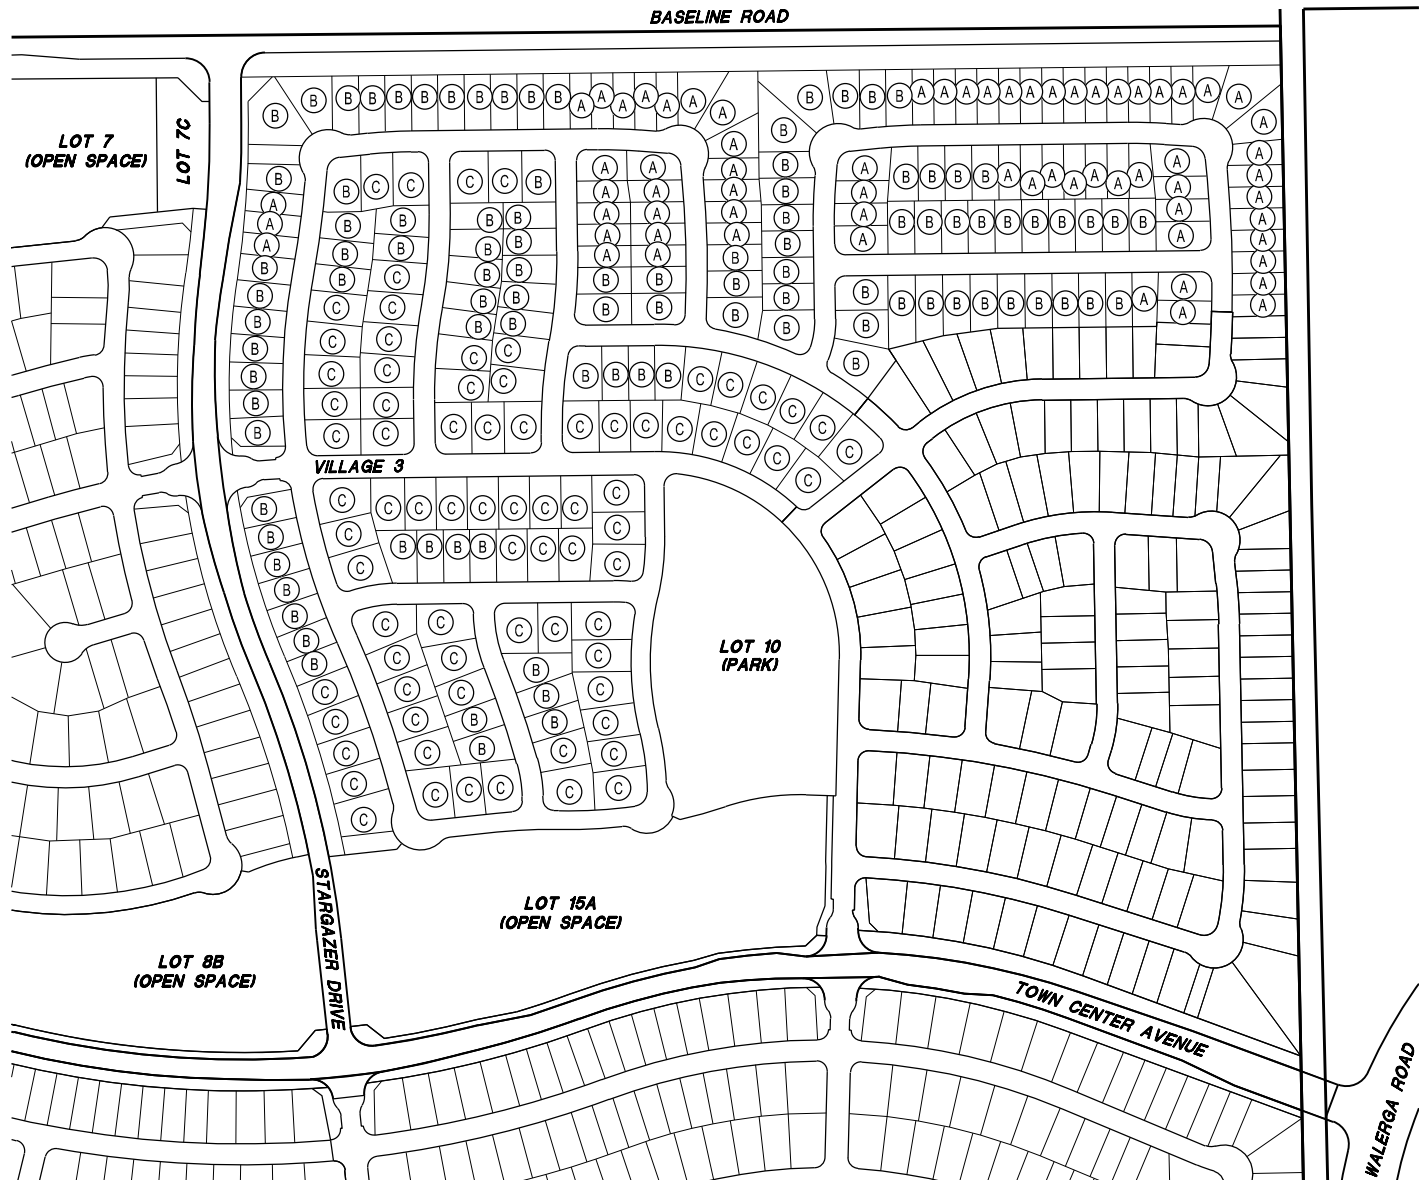 BASELINE ROAD
LOT 7
(OPEN SPACE)
LOT 7C
B B B B B B B B B B B A A A A A A A
B B B B A A A A A A A A A A A A A A A A
B A A A B B B B B B B
B C C
B C
B B
B C
C C
C C
C C
C C
C C
C C B
B B
B B
B B
B B
B B
C C
C C
C C C
A A
A A
A A
A A
A A
B B
B B
A A A A B B B
B B B B B B B B
A A A A
B B B B A A A A A A A
B B B B B B B B B B
A A A A
A A A A A A A A
B B B
B B B B B B B B B A
A A
B B B B C C C C C C
C C C C C C C C
VILLAGE 3
C C C
C C C C C C C
B B B B C C C
C C C
B B B B B B B C C C C C
C C
C C
C C
C B
C B
C C C
C C C
B C
B C
B C
C C
C C
LOT 10
(PARK)
LOT 15A
(OPEN SPACE)
LOT 8B
(OPEN SPACE)
STARGAZER DRIVE
TOWN CENTER AVENUE
WALERGA ROAD